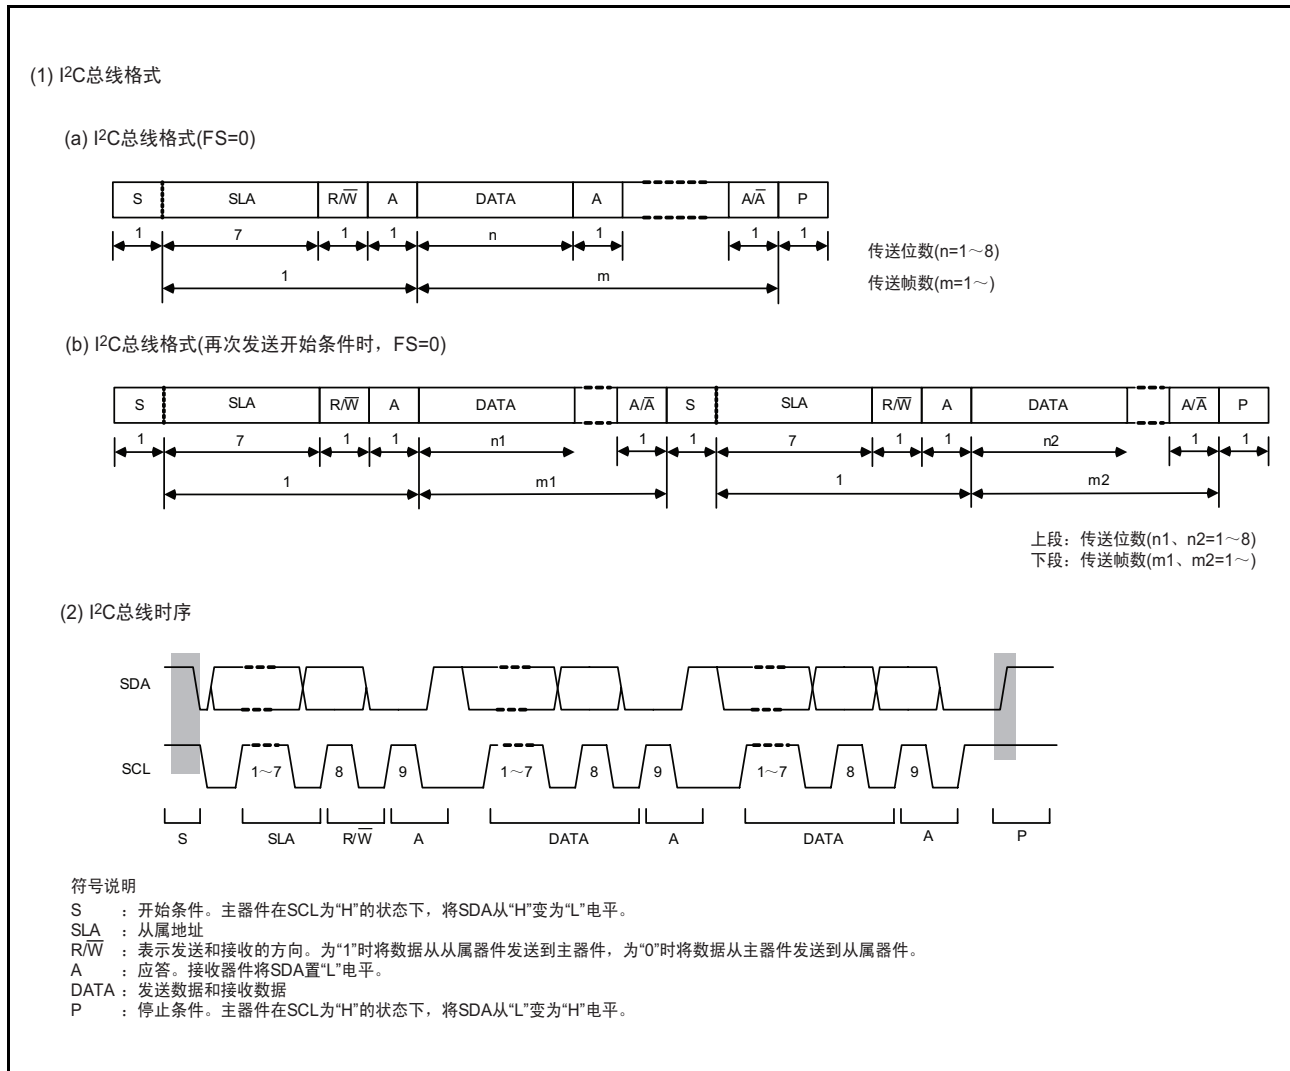 (1) I²C总线格式
(a) I²C总线格式(FS=0)
S SLA R/W̅ A DATA A A/A̅ P
1 7 1 1 n 1 1 1
1 m
传送位数(n=1～8)
传送帧数(m=1～)
(b) I²C总线格式(再次发送开始条件时，FS=0)
S SLA R/W̅ A DATA A/A̅ S SLA R/W̅ A DATA A/A̅ P
1 7 1 1 n1 1 1 7 1 1 n2 1 1
1 m1 1 m2
上段：传送位数(n1、n2=1～8)
下段：传送帧数(m1、m2=1～)
(2) I²C总线时序
SDA
SCL 1～7 8 9 1～7 8 9 1～7 8 9
S SLA R/W̅ A DATA A DATA A P
符号说明
S ：开始条件。主器件在SCL为“H”的状态下，将SDA从“H”变为“L”电平。
SLA ：从属地址
R/W̅ ：表示发送和接收的方向。为“1”时将数据从从属器件发送到主器件，为“0”时将数据从主器件发送到从属器件。
A ：应答。接收器件将SDA置“L”电平。
DATA：发送数据和接收数据
P ：停止条件。主器件在SCL为“H”的状态下，将SDA从“L”变为“H”电平。